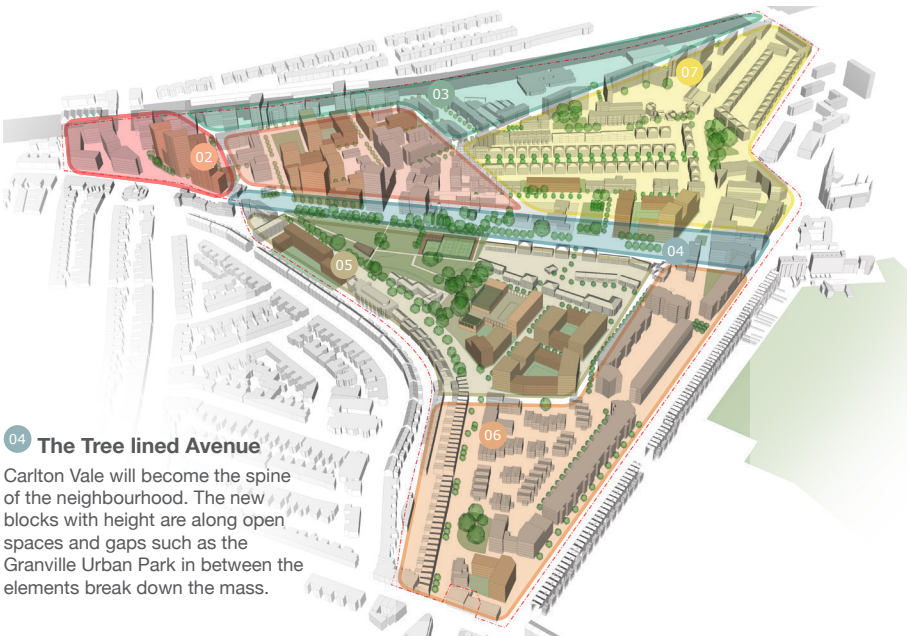 07
03
02
04
05
06
04 The Tree lined Avenue
Carlton Vale will become the spine
of the neighbourhood. The new
blocks with height are along open
spaces and gaps such as the
Granville Urban Park in between the
elements break down the mass.